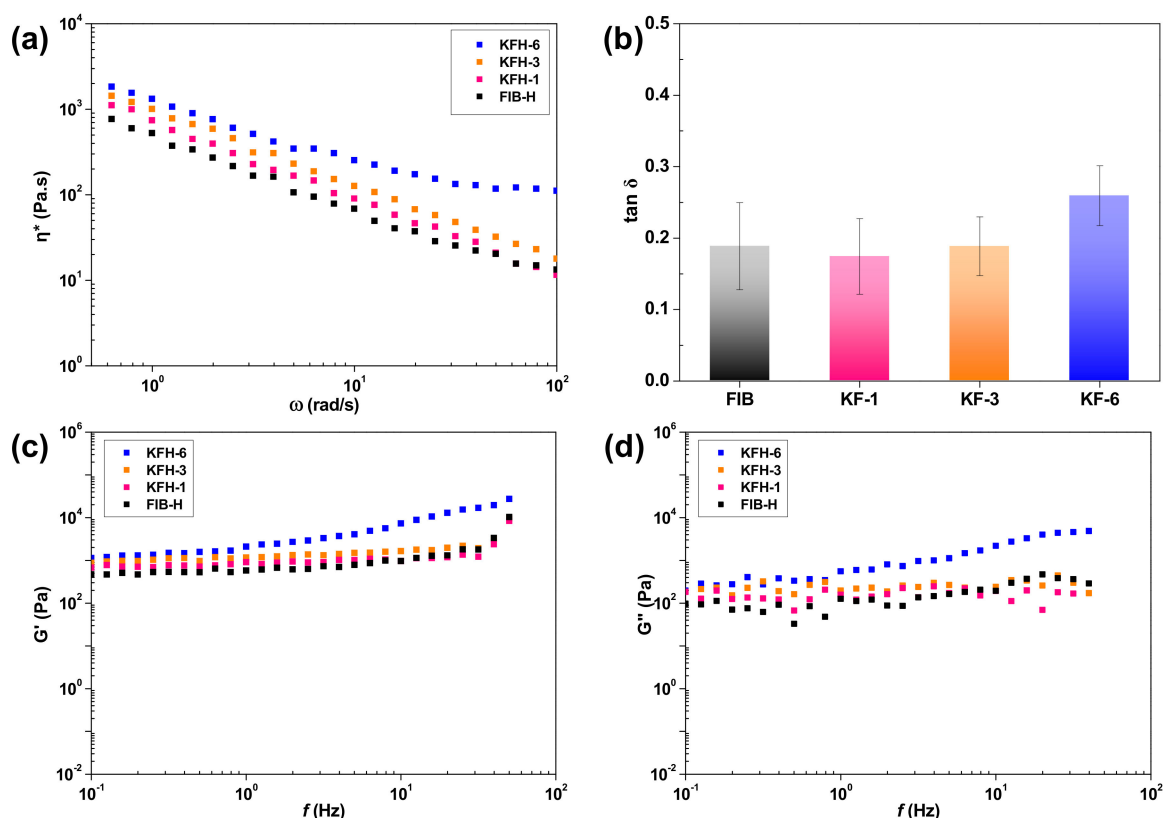 (a)
10^4
10^3
10^2
10^1
10^0
η* (Pa.s)
KFH-6
KFH-3
KFH-1
FIB-H
10^0
10^1
10^2
ω (rad/s)
(b)
0.5
0.4
0.3
0.2
0.1
0.0
tan δ
FIB
KF-1
KF-3
KF-6
(c)
10^6
10^4
10^2
10^0
10^-2
G' (Pa)
KFH-6
KFH-3
KFH-1
FIB-H
10^-1
10^0
10^1
10^2
f (Hz)
(d)
10^6
10^4
10^2
10^0
10^-2
G" (Pa)
KFH-6
KFH-3
KFH-1
FIB-H
10^-1
10^0
10^1
10^2
f (Hz)